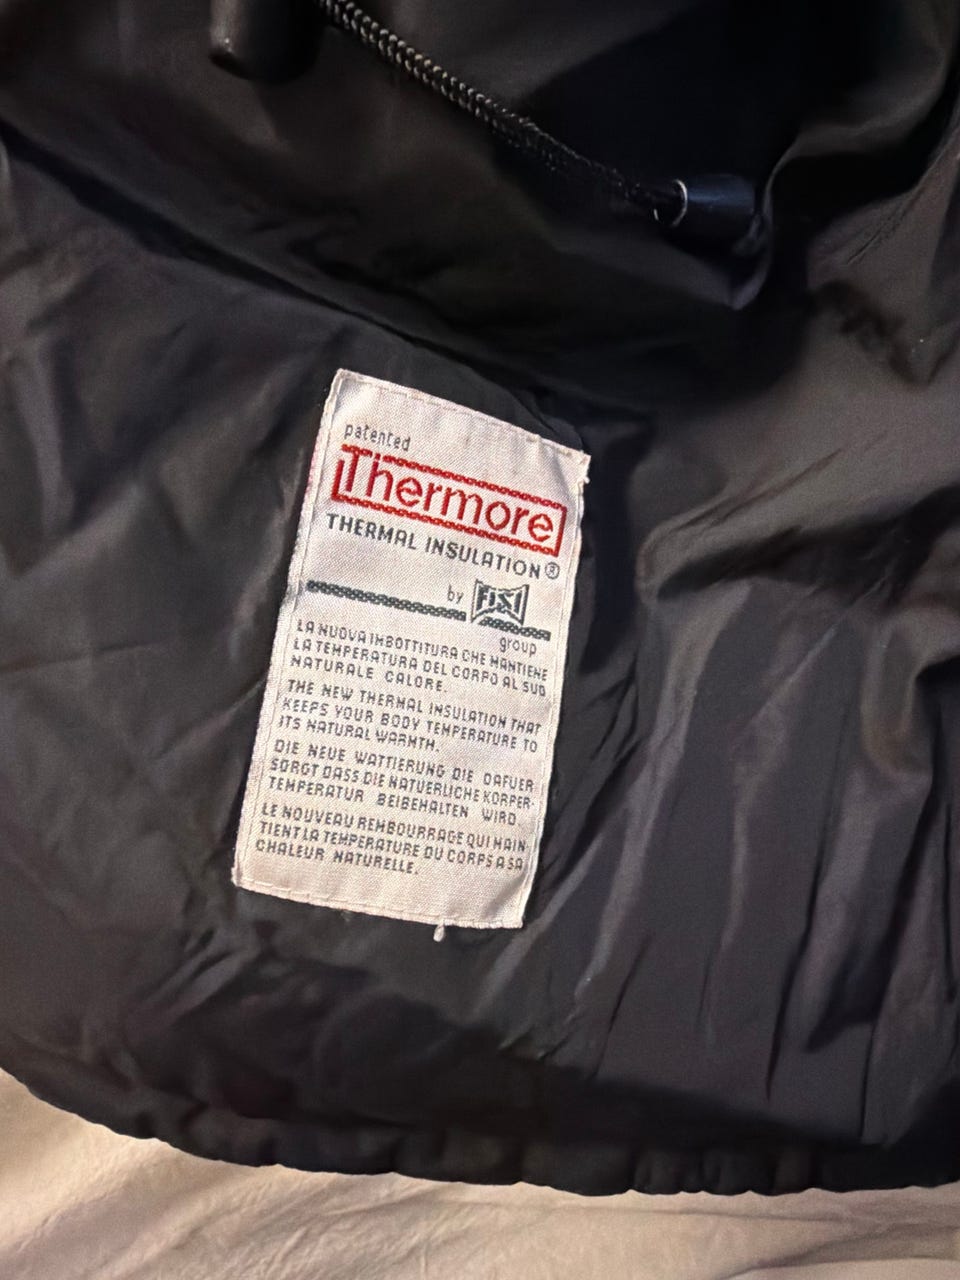 patented
Thermore
THERMAL INSULATION®
by FISI
group
LA NUOVA IMBOTTITURA CHE MANTIENE
LA TEMPERATURA DEL CORPO AL SUO
NATURALE CALORE.
THE NEW THERMAL INSULATION THAT
KEEPS YOUR BODY TEMPERATURE TO
ITS NATURAL WARMTH.
DIE NEUE WATTIERUNG DIE DAFUER
SORGT DASS DIE NATUERLICHE KORPER-
TEMPERATUR BEIBEHALTEN WIRD
LE NOUVEAU REMBOURRAGE QUI MAIN-
TIENT LA TEMPERATURE DU CORPS A SA
CHALEUR NATURELLE.